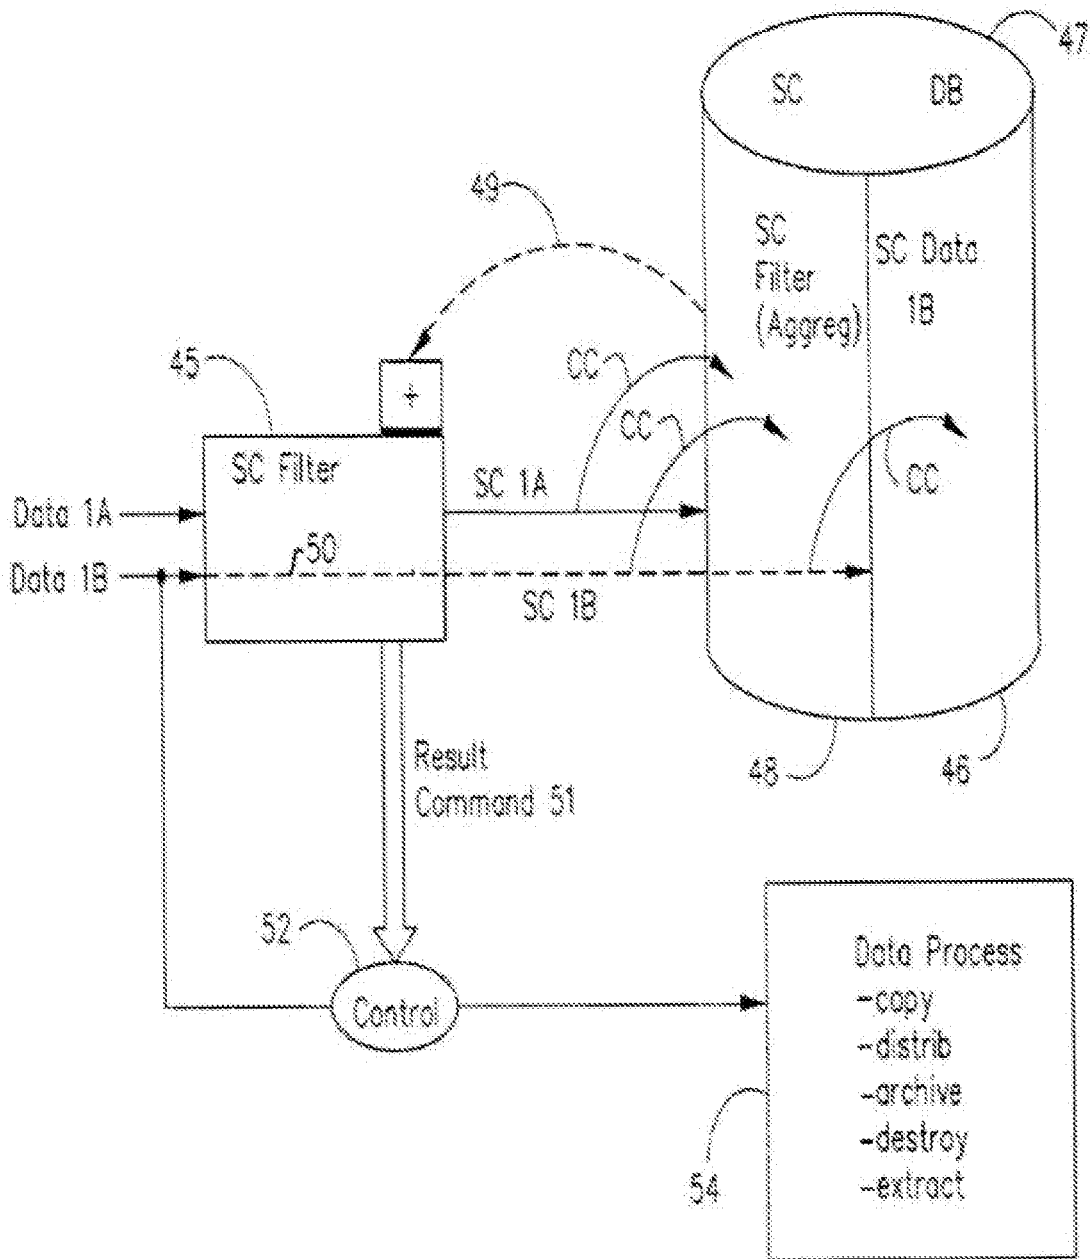 47
SC DB
49
SC
Filter
(Aggreg)
SC Data
1B
45
+
CC
CC
CC
SC Filter
SC 1A
Data 1A
50
Data 1B
SC 1B
48
46
Result
Command 51
52
Control
Data Process
-copy
-distrib
-archive
-destroy
-extract
54